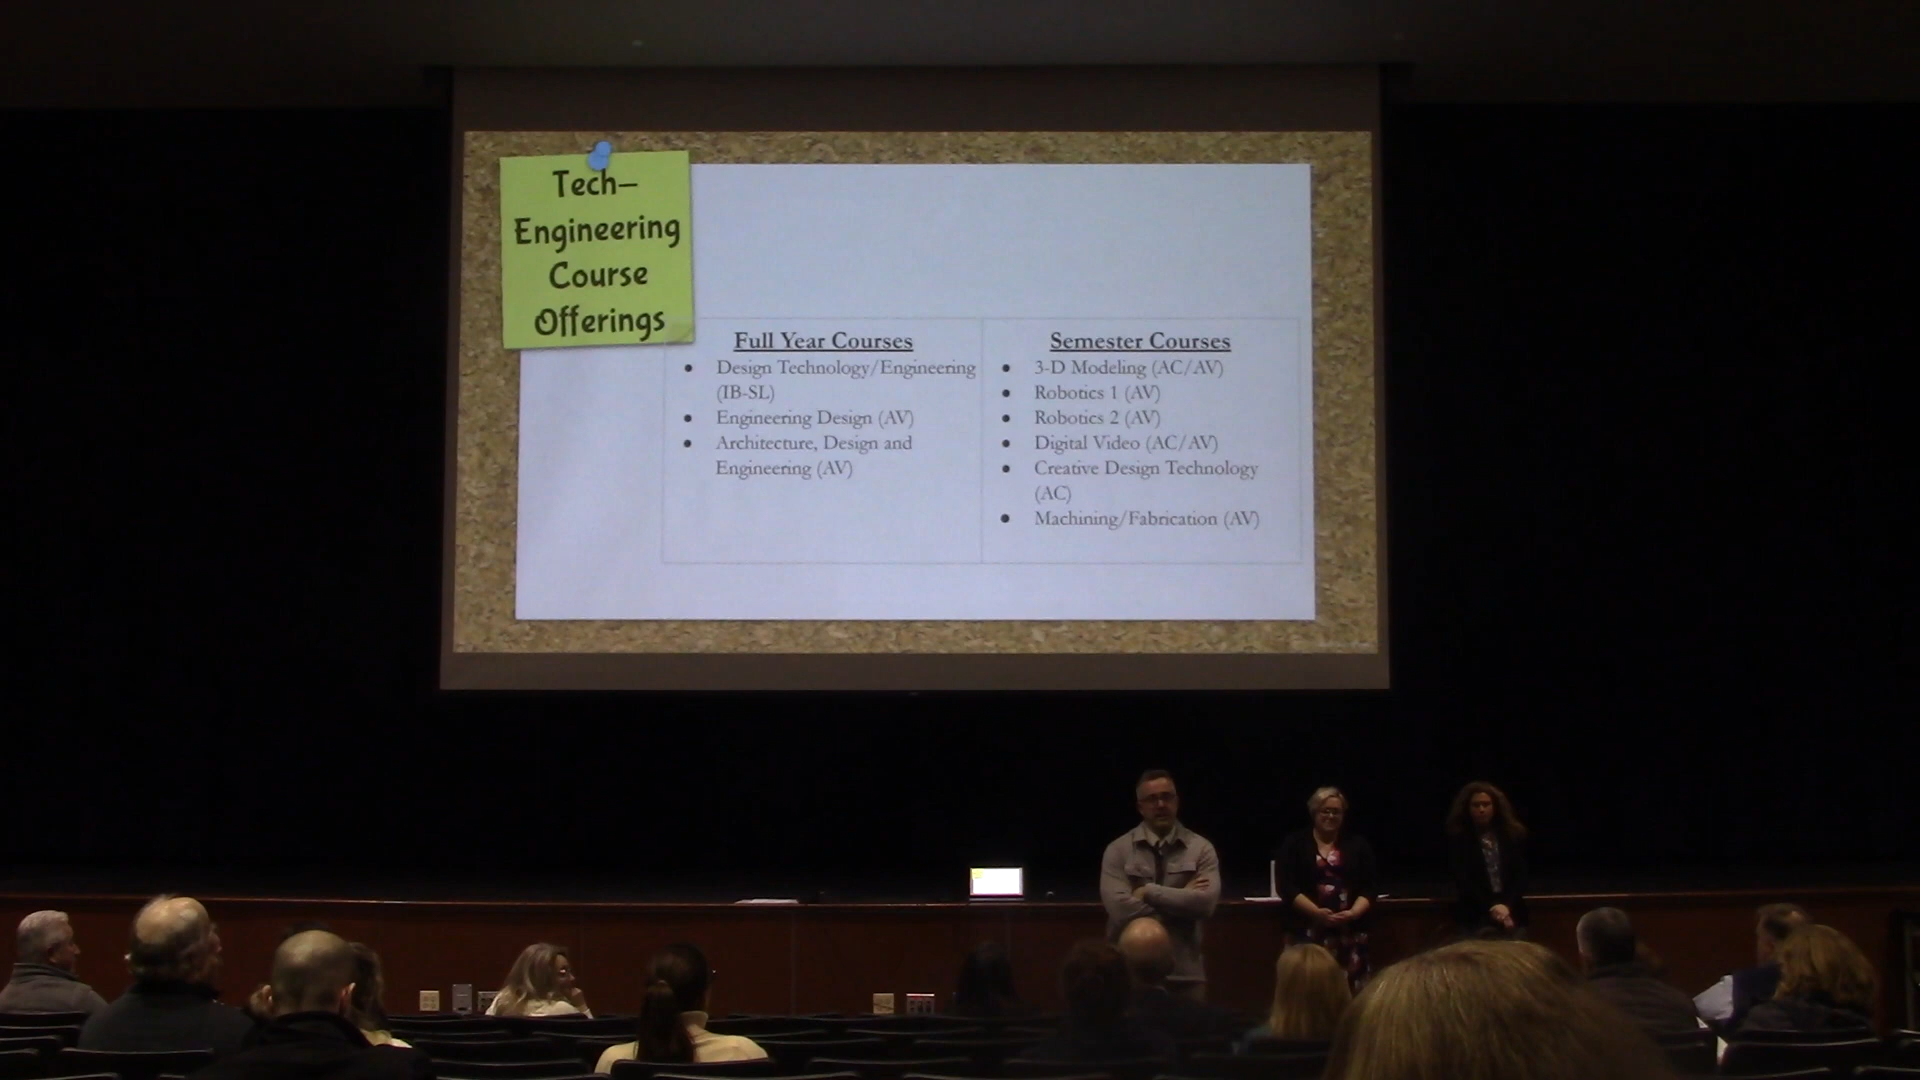 Tech-
Engineering
Course
Offerings
Full Year Courses
• Design Technology/Engineering
(IB-SL)
• Engineering Design (AV)
• Architecture, Design and
Engineering (AV)
Semester Courses
• 3-D Modeling (AC/AV)
• Robotics 1 (AV)
• Robotics 2 (AV)
• Digital Video (AC/AV)
• Creative Design Technology
(AC)
• Machining/Fabrication (AV)